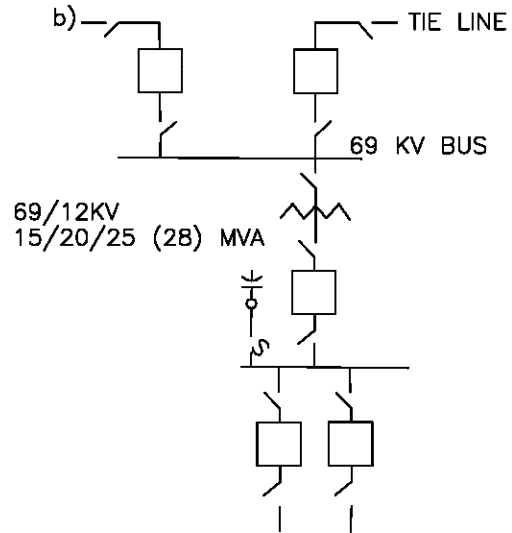 b)
TIE LINE
69 KV BUS
69/12KV
15/20/25 (28) MVA